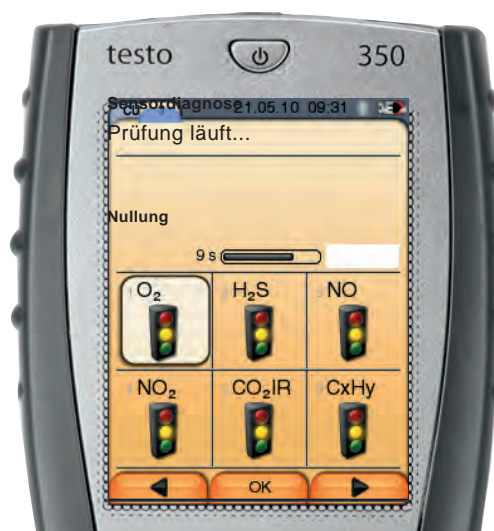 testo 350
Sensordiagnose 21.05.10 09:31
Prüfung läuft...
Nullung
9 s
O₂ H₂S NO
NO₂ CO₂IR CxHy
OK